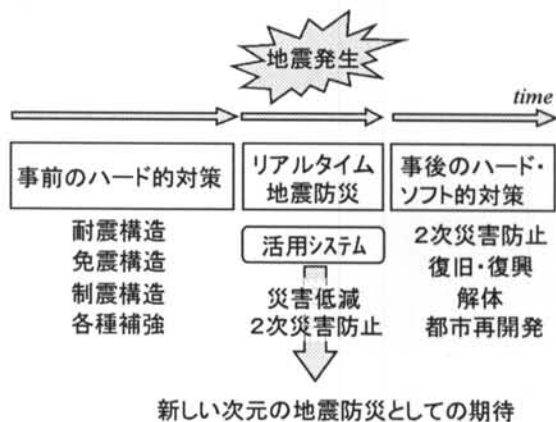 地震発生
time
事前のハード的対策
耐震構造
免震構造
制震構造
各種補強
リアルタイム
地震防災
活用システム
災害低減
2次災害防止
事後のハード・
ソフト的対策
2次災害防止
復旧・復興
解体
都市再開発
新しい次元の地震防災としての期待